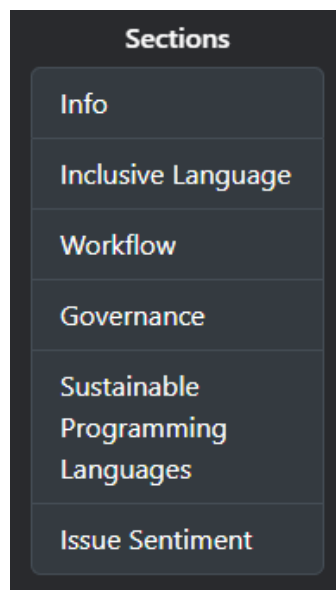 Sections
Info
Inclusive Language
Workflow
Governance
Sustainable
Programming
Languages
Issue Sentiment